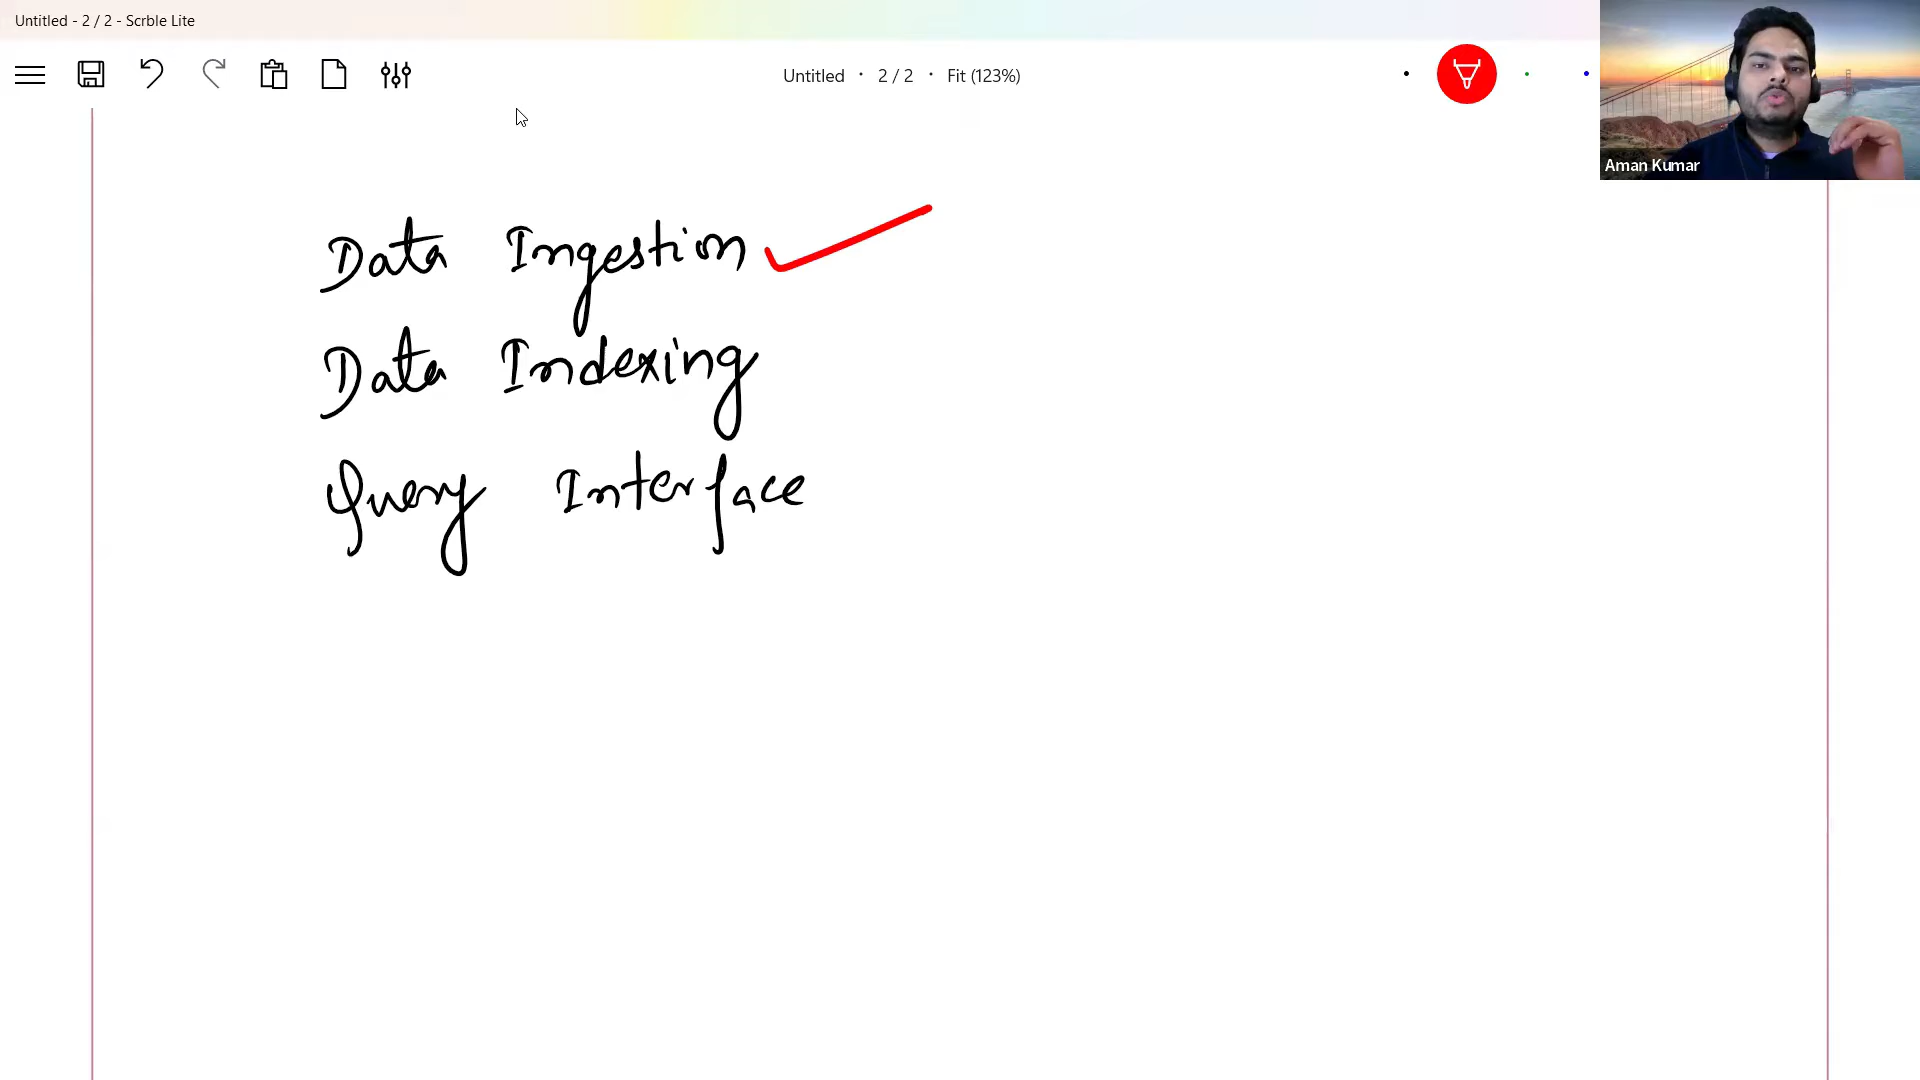 Untitled - 2 / 2 - Scrble Lite
Untitled • 2 / 2 • Fit (123%)
Aman Kumar
Data Ingestion
Data Indexing
Query Interface